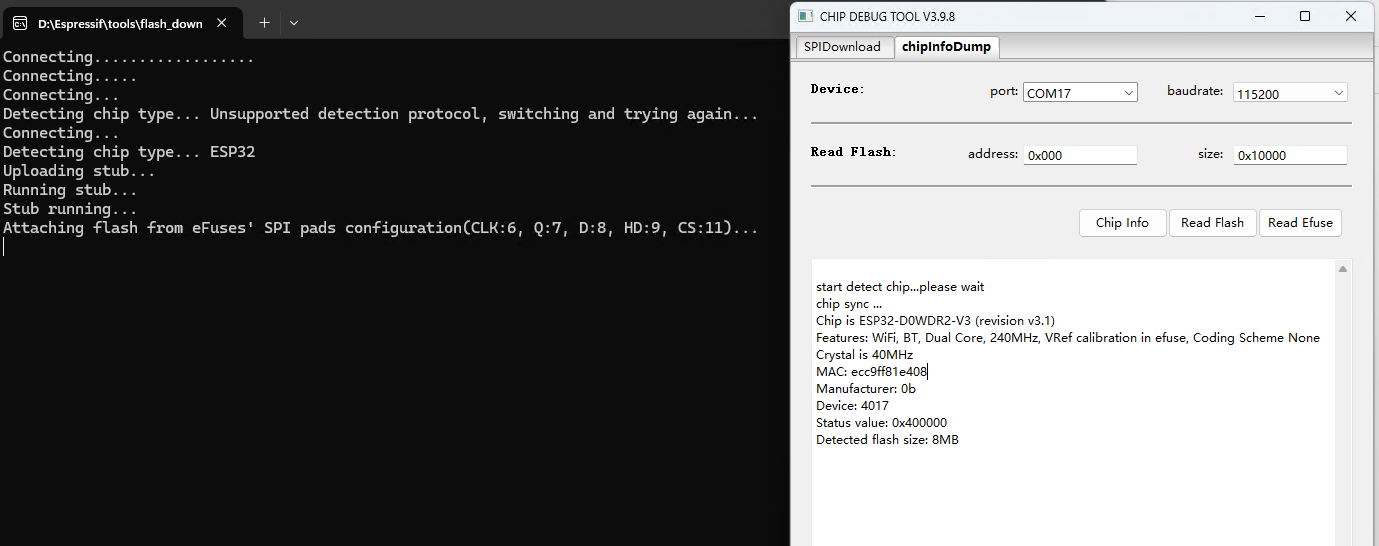 D:\Espressif\tools\flash_down
Connecting..................
Connecting.....
Connecting...
Detecting chip type... Unsupported detection protocol, switching and trying again...
Connecting...
Detecting chip type... ESP32
Uploading stub...
Running stub...
Stub running...
Attaching flash from eFuses' SPI pads configuration(CLK:6, Q:7, D:8, HD:9, CS:11)...
CHIP DEBUG TOOL V3.9.8
SPIDownload chipInfoDump
Device: port: COM17 baudrate: 115200
Read Flash: address: 0x000 size: 0x10000
Chip Info Read Flash Read Efuse
start detect chip...please wait
chip sync ...
Chip is ESP32-D0WDR2-V3 (revision v3.1)
Features: WiFi, BT, Dual Core, 240MHz, VRef calibration in efuse, Coding Scheme None
Crystal is 40MHz
MAC: ecc9ff81e408
Manufacturer: 0b
Device: 4017
Status value: 0x400000
Detected flash size: 8MB